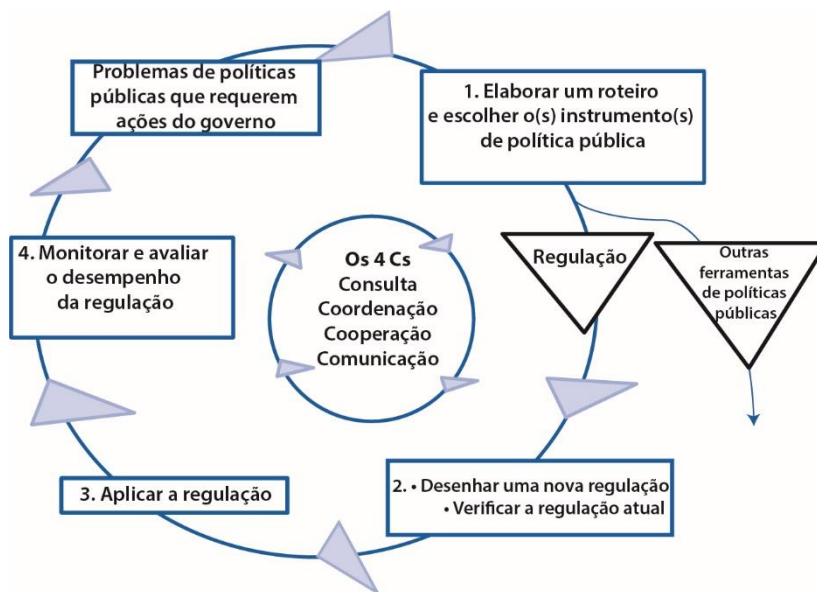 Problemas de políticas
públicas que requerem
ações do governo
1. Elaborar um roteiro
e escolher o(s) instrumento(s)
de política pública
Regulação
Outras
ferramentas
de políticas
públicas
2. • Desenhar uma nova regulação
• Verificar a regulação atual
3. Aplicar a regulação
4. Monitorar e avaliar
o desempenho
da regulação
Os 4 Cs
Consulta
Coordenação
Cooperação
Comunicação